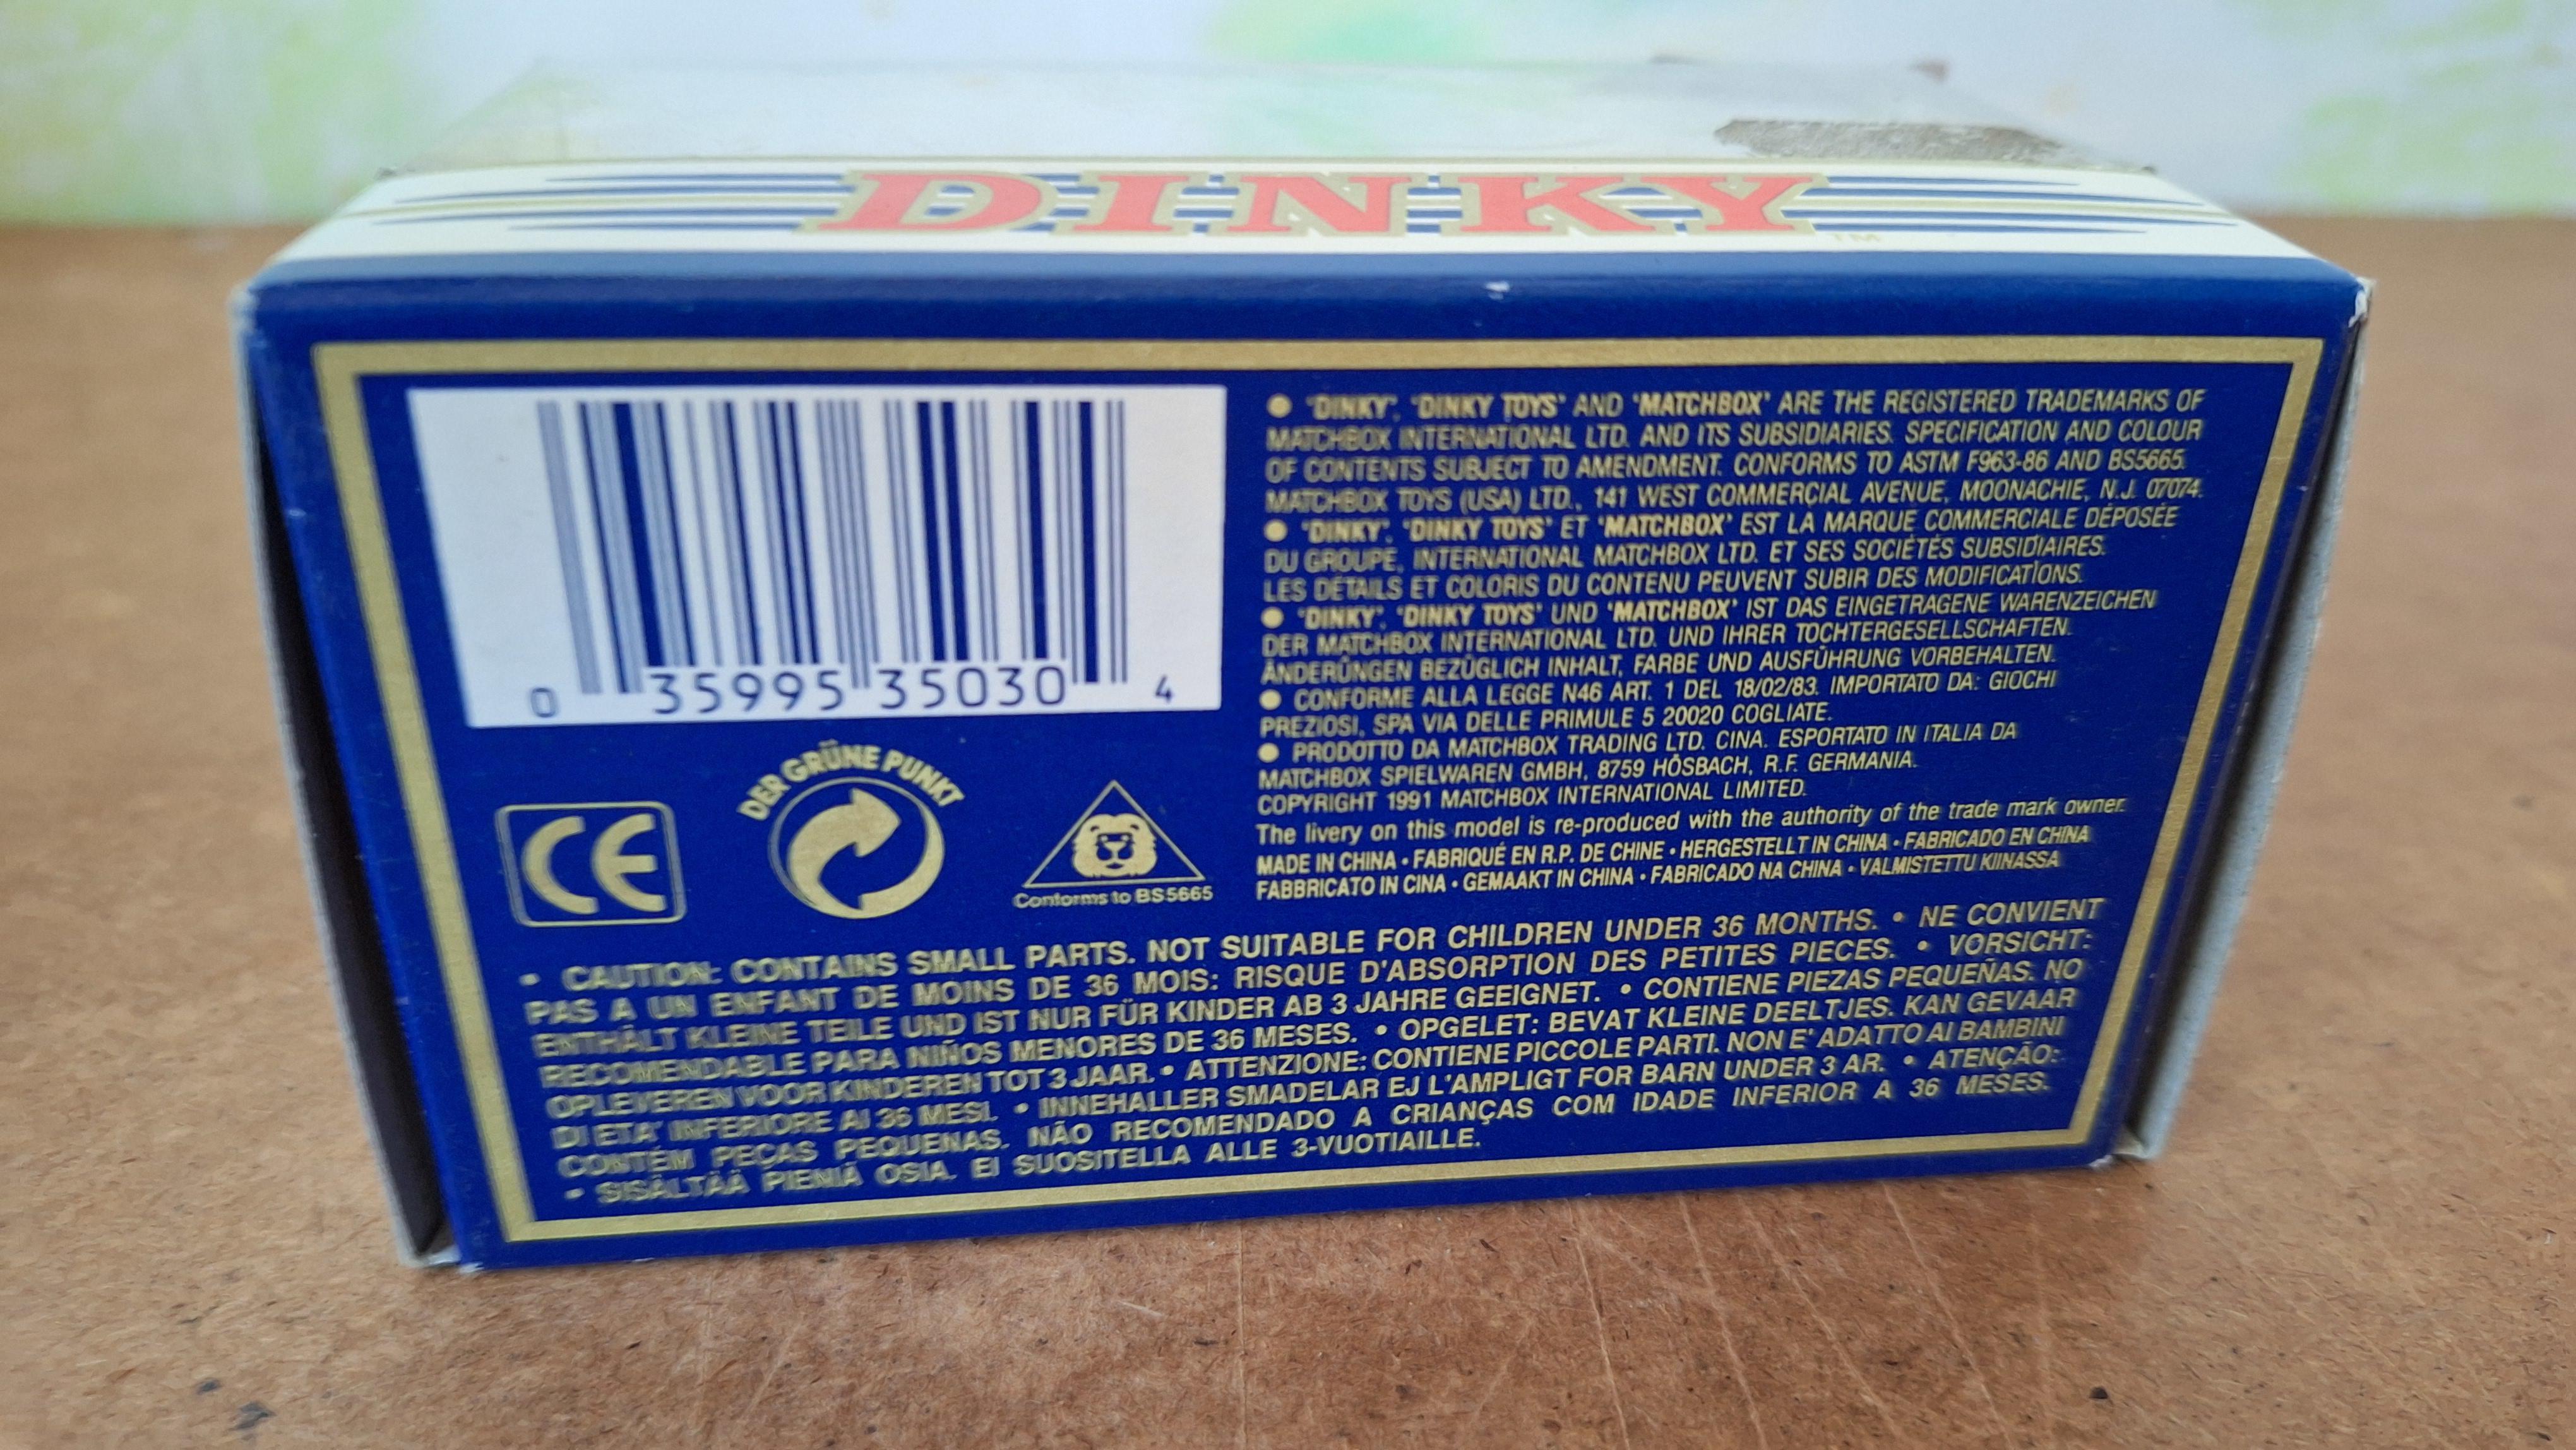 DINKY
TM
0 35995 35030 4
DER GRÜNE PUNKT
CE
Conforms to BS5665
● "DINKY", "DINKY TOYS" AND "MATCHBOX" ARE THE REGISTERED TRADEMARKS OF
MATCHBOX INTERNATIONAL LTD. AND ITS SUBSIDIARIES. SPECIFICATION AND COLOUR
OF CONTENTS SUBJECT TO AMENDMENT. CONFORMS TO ASTM F963-86 AND BS5665.
MATCHBOX TOYS (USA) LTD., 141 WEST COMMERCIAL AVENUE, MOONACHIE, N.J. 07074.
● "DINKY", "DINKY TOYS" ET "MATCHBOX" EST LA MARQUE COMMERCIALE DÉPOSÉE
DU GROUPE, INTERNATIONAL MATCHBOX LTD. ET SES SOCIÉTÉS SUBSIDIAIRES.
LES DÉTAILS ET COLORIS DU CONTENU PEUVENT SUBIR DES MODIFICATIONS.
● "DINKY", "DINKY TOYS" UND "MATCHBOX" IST DAS EINGETRAGENE WARENZEICHEN
DER MATCHBOX INTERNATIONAL LTD. UND IHRER TOCHTERGESELLSCHAFTEN.
ÄNDERÜNGEN BEZÜGLICH INHALT, FARBE UND AUSFÜHRUNG VORBEHALTEN.
● CONFORME ALLA LEGGE N46 ART. 1 DEL 18/02/83. IMPORTATO DA: GIOCHI
PREZIOSI, SPA VIA DELLE PRIMULE 5 20020 COGLIATE.
● PRODOTTO DA MATCHBOX TRADING LTD. CINA. ESPORTATO IN ITALIA DA
MATCHBOX SPIELWAREN GMBH, 8759 HÖSBACH, R.F. GERMANIA.
COPYRIGHT 1991 MATCHBOX INTERNATIONAL LIMITED.
The livery on this model is re-produced with the authority of the trade mark owner.
MADE IN CHINA • FABRIQUÉ EN R.P. DE CHINE • HERGESTELLT IN CHINA • FABRICADO EN CHINA
FABBRICATO IN CINA • GEMAAKT IN CHINA • FABRICADO NA CHINA • VALMISTETTU KIINASSA
• CAUTION: CONTAINS SMALL PARTS. NOT SUITABLE FOR CHILDREN UNDER 36 MONTHS. • NE CONVIENT
PAS A UN ENFANT DE MOINS DE 36 MOIS: RISQUE D'ABSORPTION DES PETITES PIECES. • VORSICHT:
ENTHÄLT KLEINE TEILE UND IST NUR FÜR KINDER AB 3 JAHRE GEEIGNET. • CONTIENE PIEZAS PEQUEÑAS. NO
RECOMENDABLE PARA NIÑOS MENORES DE 36 MESES. • OPGELET: BEVAT KLEINE DEELTJES. KAN GEVAAR
OPLEVEREN VOOR KINDEREN TOT 3 JAAR. • ATTENZIONE: CONTIENE PICCOLE PARTI. NON E' ADATTO AI BAMBINI
DI ETA' INFERIORE AI 36 MESI. • INNEHALLER SMADELAR EJ L'AMPLIGT FOR BARN UNDER 3 AR. • ATENÇÃO:
CONTÉM PEÇAS PEQUENAS. NÃO RECOMENDADO A CRIANÇAS COM IDADE INFERIOR A 36 MESES.
• SISÄLTÄÄ PIENIÄ OSIA. EI SUOSITELLA ALLE 3-VUOTIAILLE.